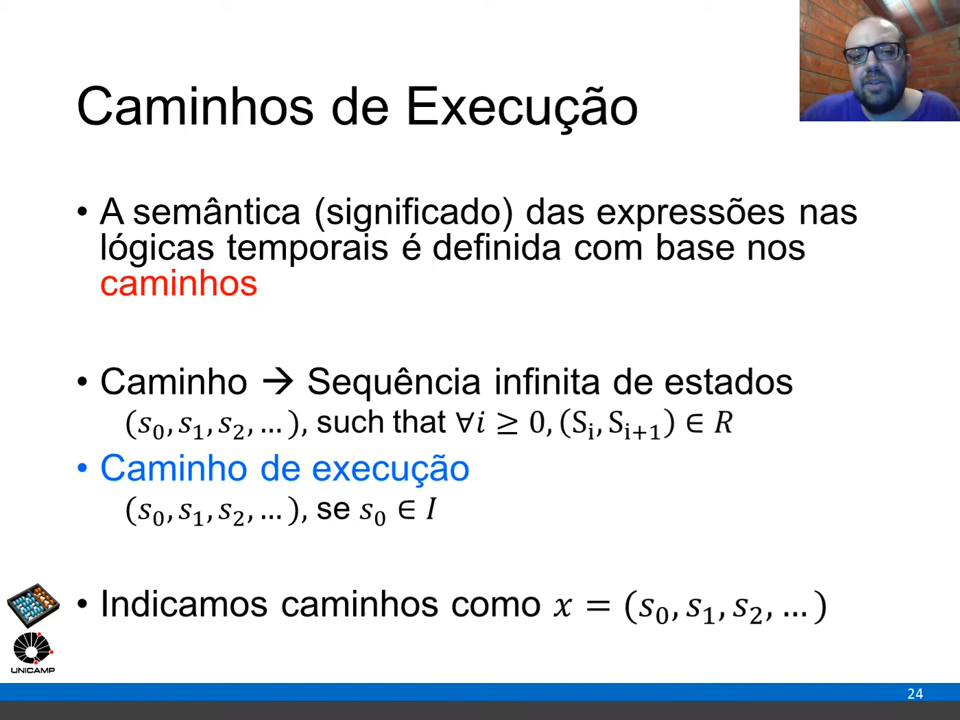 Caminhos de Execução
• A semântica (significado) das expressões nas
lógicas temporais é definida com base nos
caminhos
• Caminho → Sequência infinita de estados
(s₀, s₁, s₂, … ), such that ∀i ≥ 0, (Sᵢ, Sᵢ₊₁) ∈ R
• Caminho de execução
(s₀, s₁, s₂, … ), se s₀ ∈ I
• Indicamos caminhos como x = (s₀, s₁, s₂, … )
UNICAMP
24